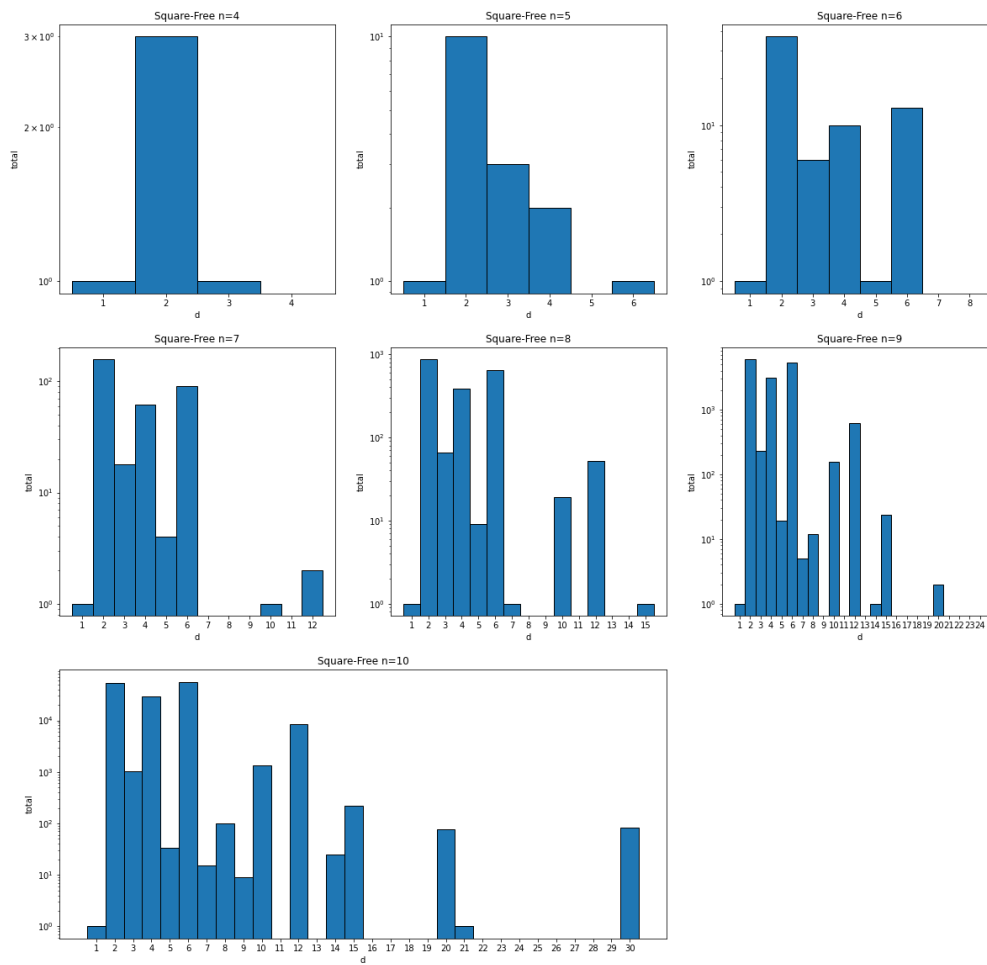 Square-Free n=4
3 × 10⁰
2 × 10⁰
10⁰
total
1 2 3 4
d
Square-Free n=5
10¹
10⁰
total
1 2 3 4 5 6
d
Square-Free n=6
10¹
10⁰
total
1 2 3 4 5 6 7 8
d
Square-Free n=7
10²
10¹
10⁰
total
1 2 3 4 5 6 7 8 9 10 11 12
d
Square-Free n=8
10³
10²
10¹
10⁰
total
1 2 3 4 5 6 7 8 9 10 11 12 13 14 15
d
Square-Free n=9
10³
10²
10¹
10⁰
total
1 2 3 4 5 6 7 8 9 10 11 12 13 14 15 16 17 18 19 20 21 22 23 24
d
Square-Free n=10
10⁴
10³
10²
10¹
10⁰
total
1 2 3 4 5 6 7 8 9 10 11 12 13 14 15 16 17 18 19 20 21 22 23 24 25 26 27 28 29 30
d